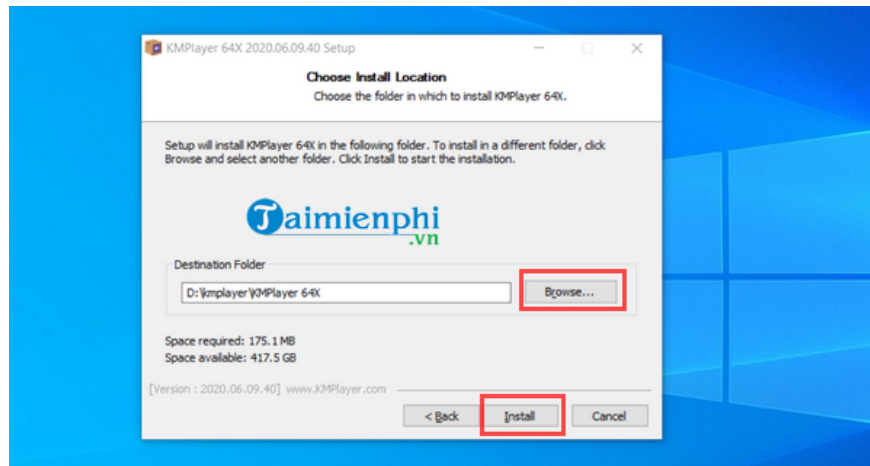 KMPlayer 64X 2020.06.09.40 Setup
Choose Install Location
Choose the folder in which to install KMPlayer 64X.
Setup will install KMPlayer 64X in the following folder. To install in a different folder, click
Browse and select another folder. Click Install to start the installation.
Taimienphi
.vn
Destination Folder
D:\kmplayer\KMPlayer 64X
Browse...
Space required: 175.1 MB
Space available: 417.5 GB
[Version : 2020.06.09.40] www.KMPlayer.com
< Back Install Cancel